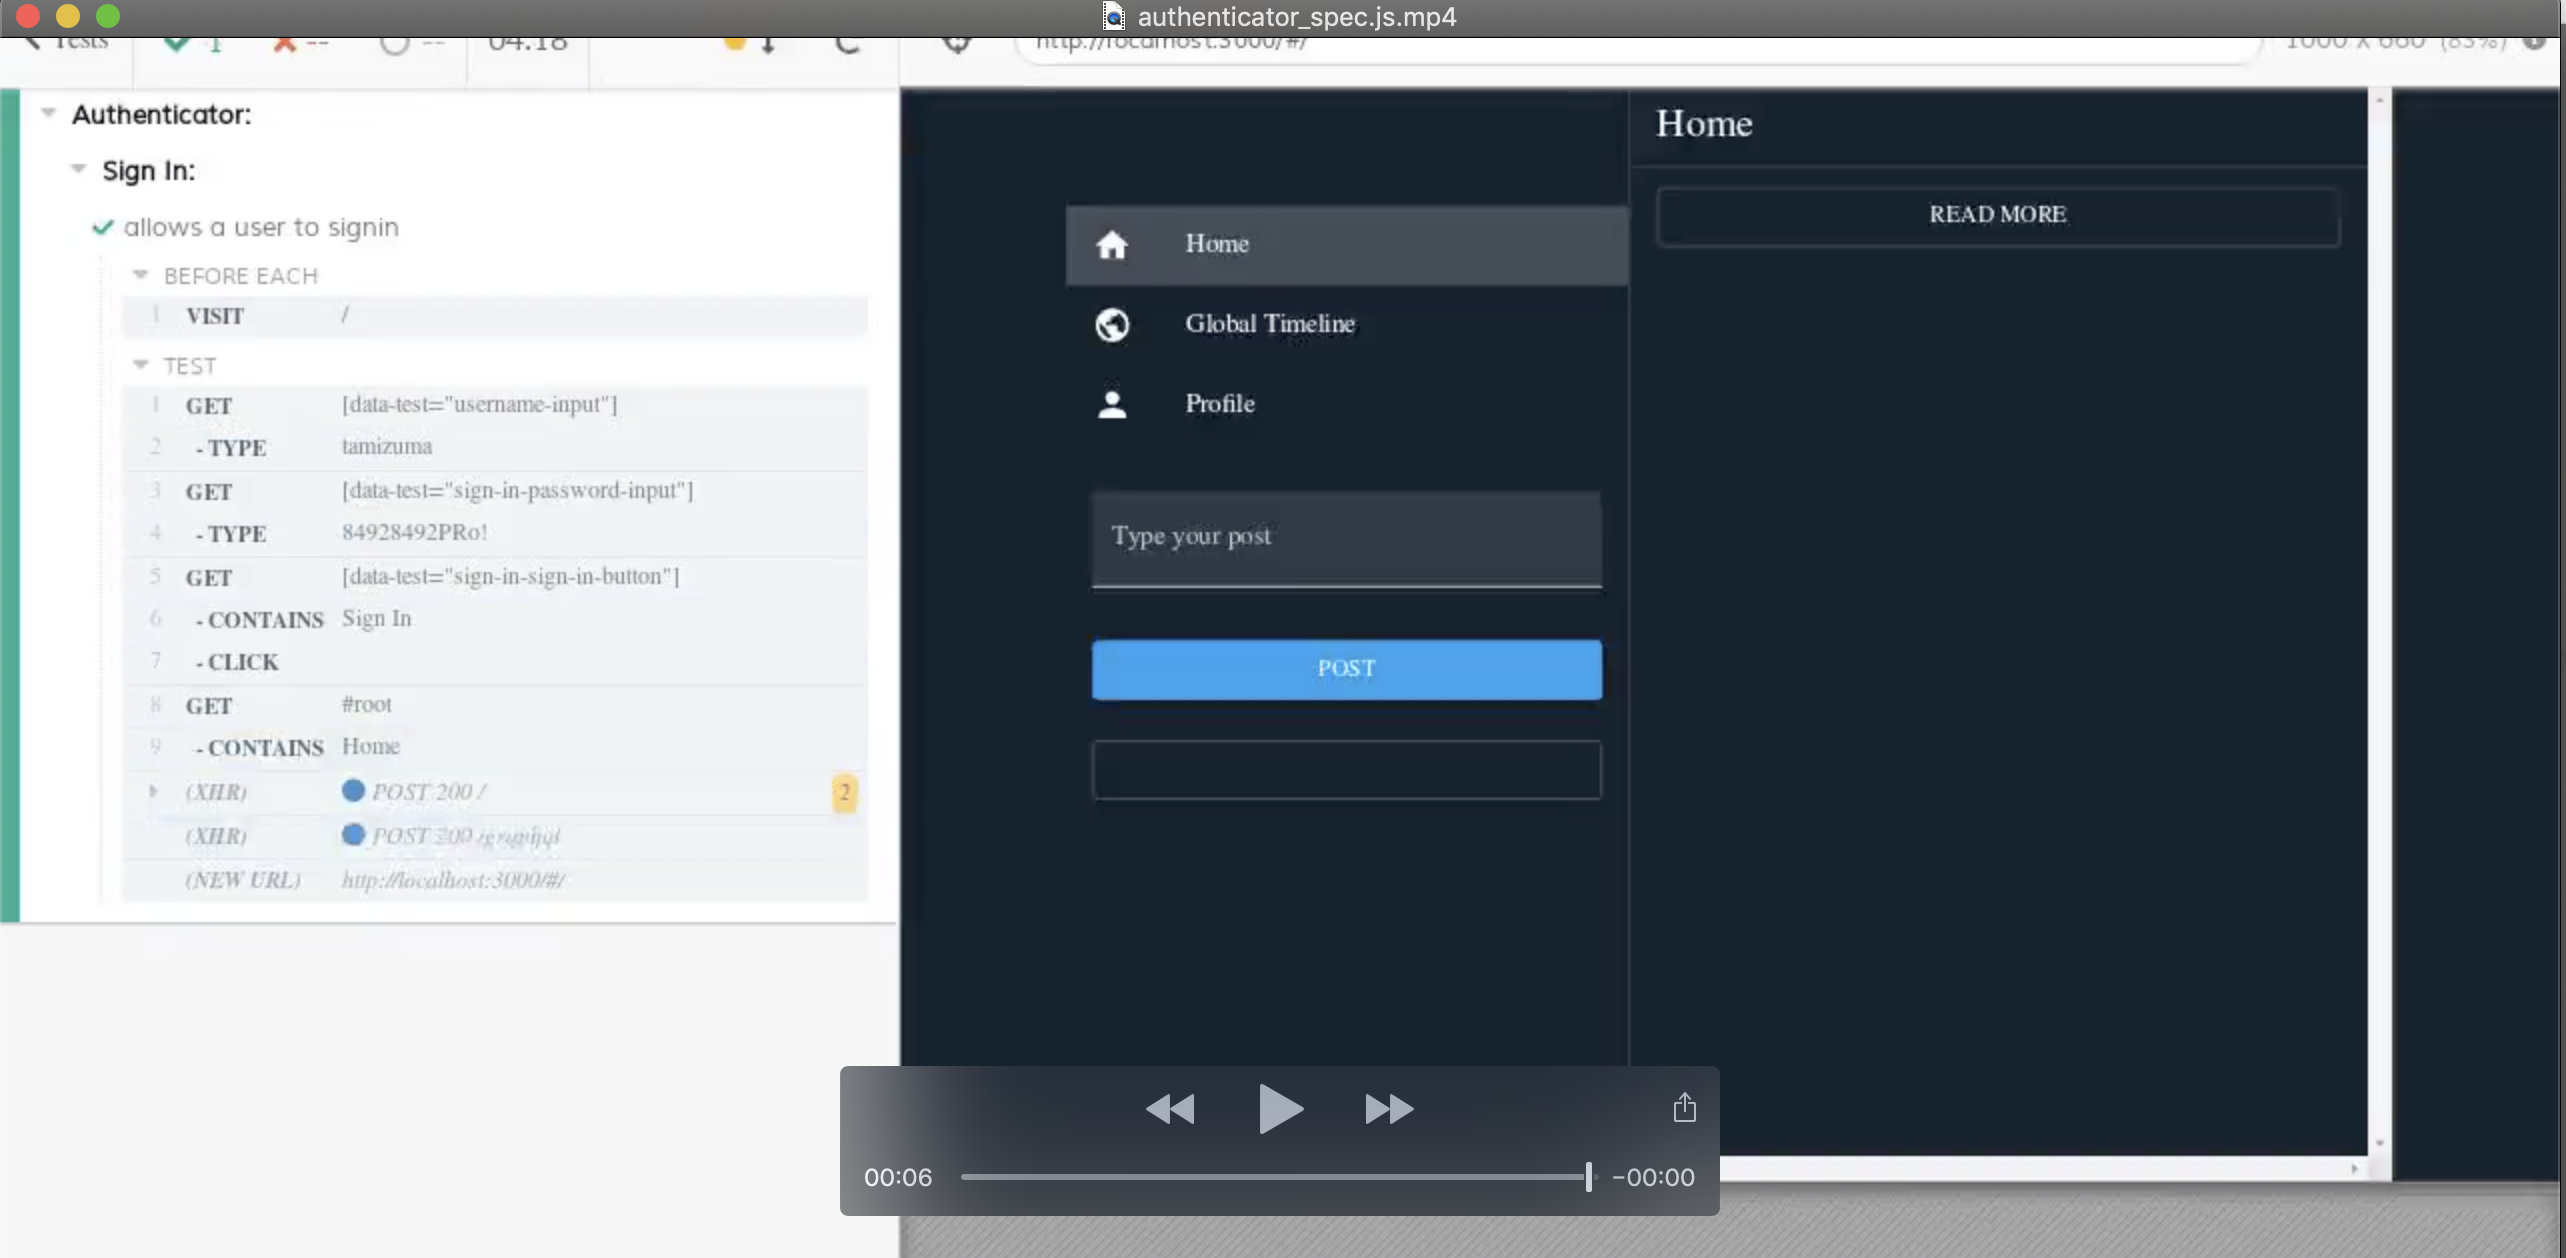 authenticator_spec.js.mp4
Tests 1 -- -- 04.18 http://localhost:3000/#/ 1000 x 660 (83%)
Authenticator:
Sign In:
allows a user to signin
BEFORE EACH
1 VISIT /
TEST
1 GET [data-test="username-input"]
2 - TYPE tamizuma
3 GET [data-test="sign-in-password-input"]
4 - TYPE 84928492PRo!
5 GET [data-test="sign-in-sign-in-button"]
6 - CONTAINS Sign In
7 - CLICK
8 GET #root
9 - CONTAINS Home
(XHR) POST 200 / 2
(XHR) POST 200 /graphql
(NEW URL) http://localhost:3000/#/
Home
Global Timeline
Profile
Type your post
POST
Home
READ MORE
00:06 -00:00